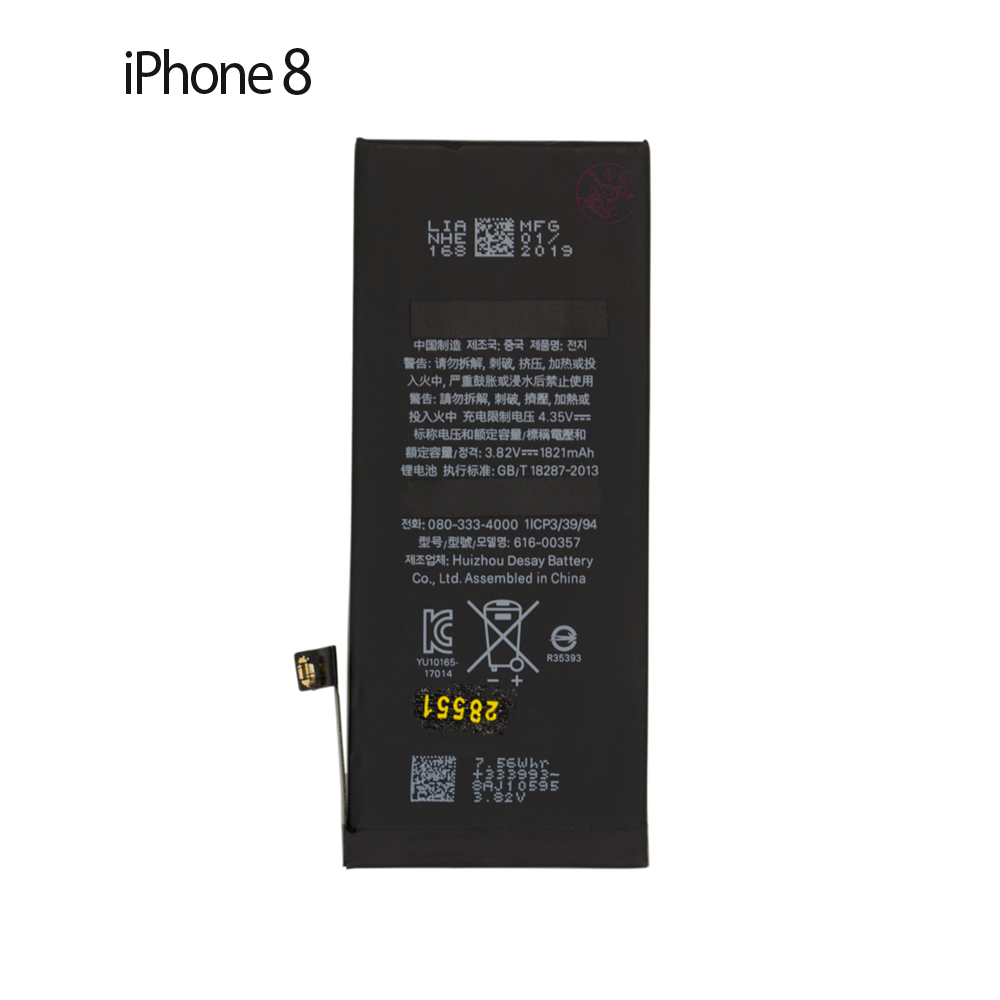 iPhone 8
LIA
NHE
168
MFG
01/
2019
中国制造 제조국: 중국 제품명: 전지
警告: 请勿拆解, 刺破, 挤压, 加热或投
入火中, 严重鼓胀或浸水后禁止使用
警告: 請勿拆解, 刺破, 擠壓, 加熱或
投入火中 充电限制电压 4.35V⎓
标称电压和额定容量/標稱電壓和
額定容量/정격: 3.82V⎓1821mAh
锂电池 执行标准: GB/T 18287-2013
전화: 080-333-4000 1ICP3/39/94
型号/型號/모델명: 616-00357
제조업체: Huizhou Desay Battery
Co., Ltd. Assembled in China
YU10165-
17014
R35393
− +
28551
7.56Whr
+333993-
8AJ10595
3.82V